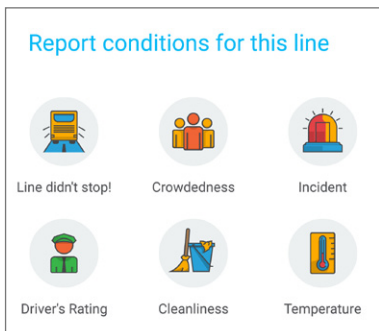 Report conditions for this line
Line didn't stop!
Crowdedness
Incident
Driver's Rating
Cleanliness
Temperature